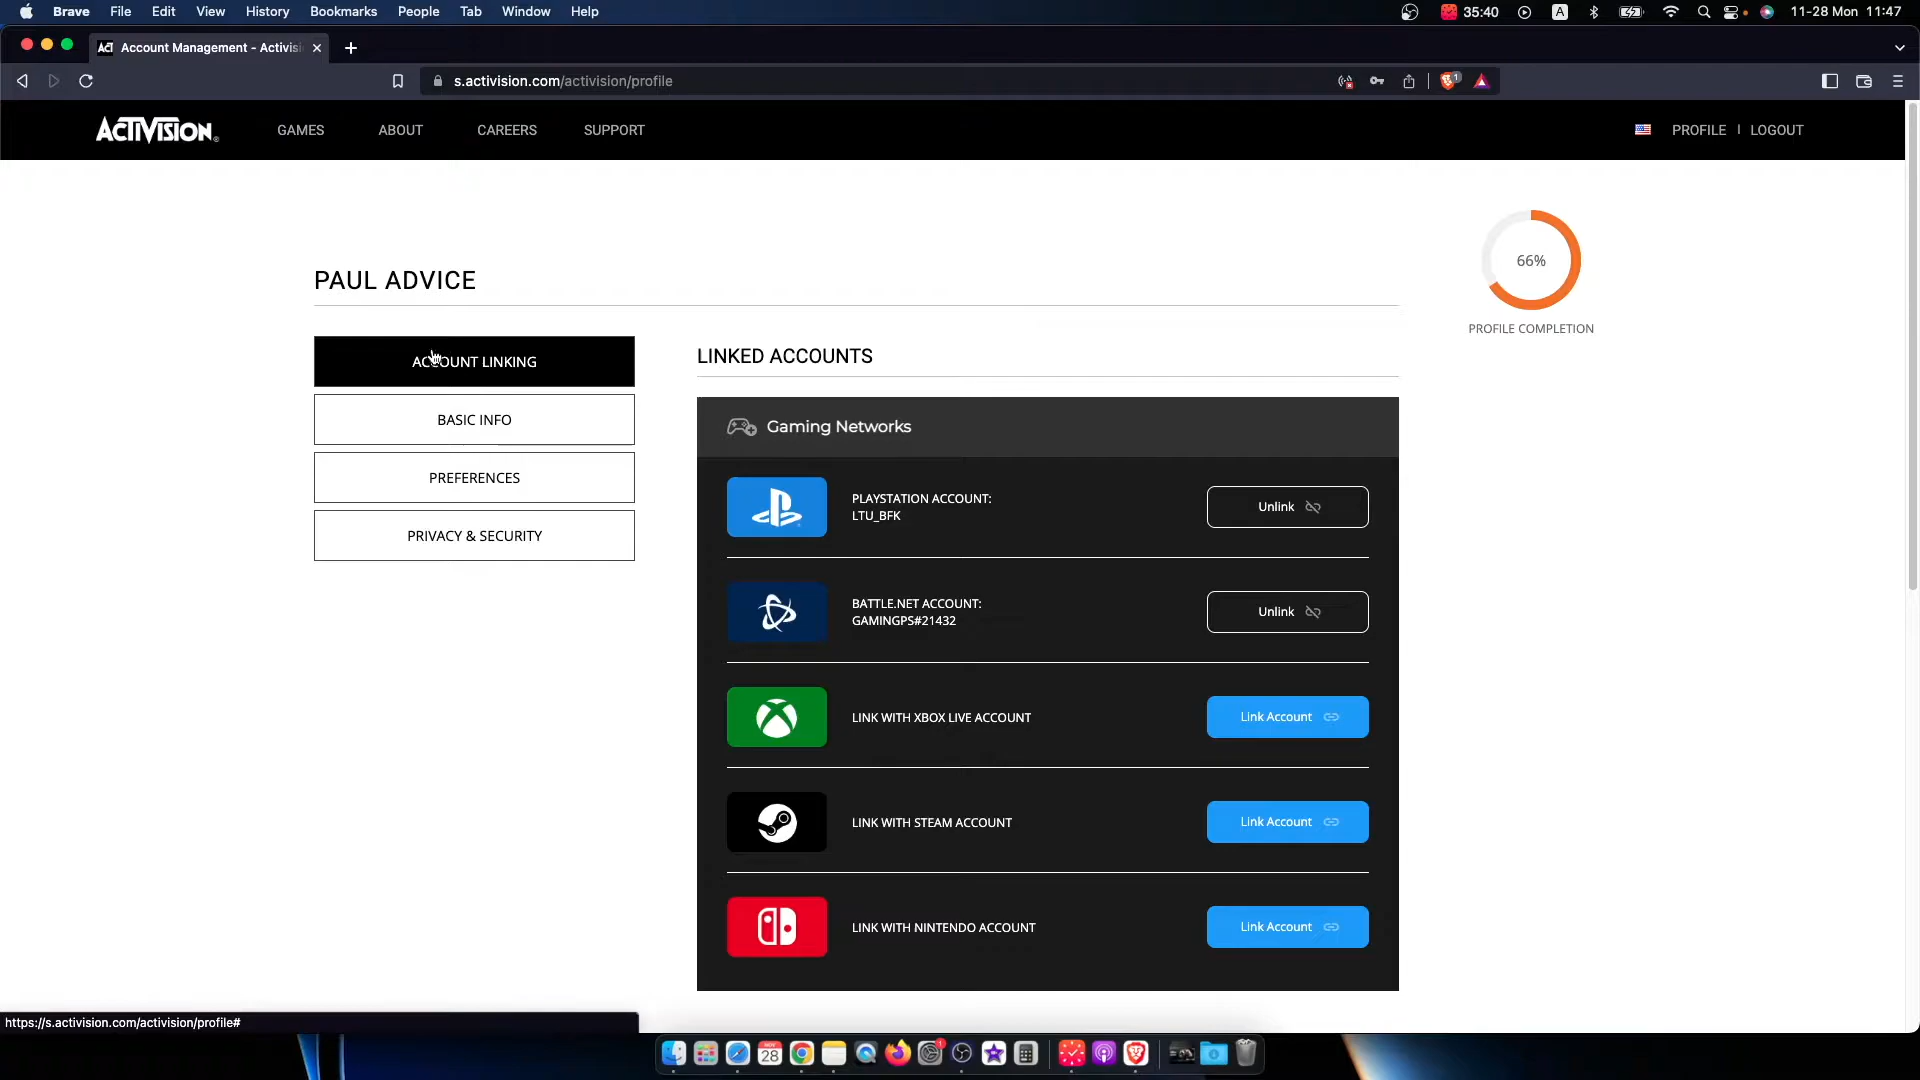 Brave File Edit View History Bookmarks People Tab Window Help 35:40 A 11-28 Mon 11:47
ACT Account Management - Activisi
s.activision.com/activision/profile 1
ACTIVISION. GAMES ABOUT CAREERS SUPPORT PROFILE | LOGOUT
66%
PROFILE COMPLETION
PAUL ADVICE
ACCOUNT LINKING
BASIC INFO
PREFERENCES
PRIVACY & SECURITY
LINKED ACCOUNTS
Gaming Networks
PLAYSTATION ACCOUNT:
LTU_BFK
Unlink
BATTLE.NET ACCOUNT:
GAMINGPS#21432
Unlink
LINK WITH XBOX LIVE ACCOUNT
Link Account
LINK WITH STEAM ACCOUNT
Link Account
LINK WITH NINTENDO ACCOUNT
Link Account
https://s.activision.com/activision/profile#
NOV
28
1